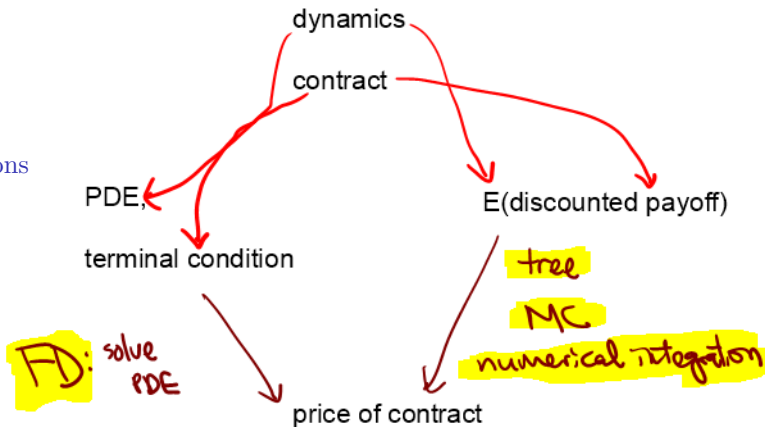 dynamics
contract
ons
PDE,
E(discounted payoff)
terminal condition
tree
MC
numerical integration
FD: solve
PDE
price of contract